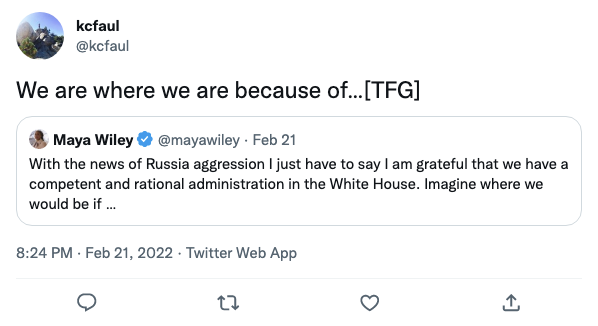 kcfaul
@kcfaul
We are where we are because of...[TFG]
Maya Wiley @mayawiley · Feb 21
With the news of Russia aggression I just have to say I am grateful that we have a
competent and rational administration in the White House. Imagine where we
would be if ...
8:24 PM · Feb 21, 2022 · Twitter Web App